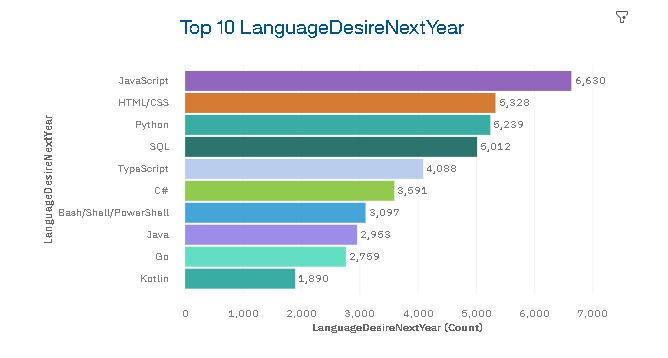 Top 10 LanguageDesireNextYear
LanguageDesireNextYear
JavaScript 6,630
HTML/CSS 5,328
Python 5,239
SQL 5,012
TypeScript 4,088
C# 3,591
Bash/Shell/PowerShell 3,097
Java 2,953
Go 2,759
Kotlin 1,890
0 1,000 2,000 3,000 4,000 5,000 6,000 7,000
LanguageDesireNextYear (Count)